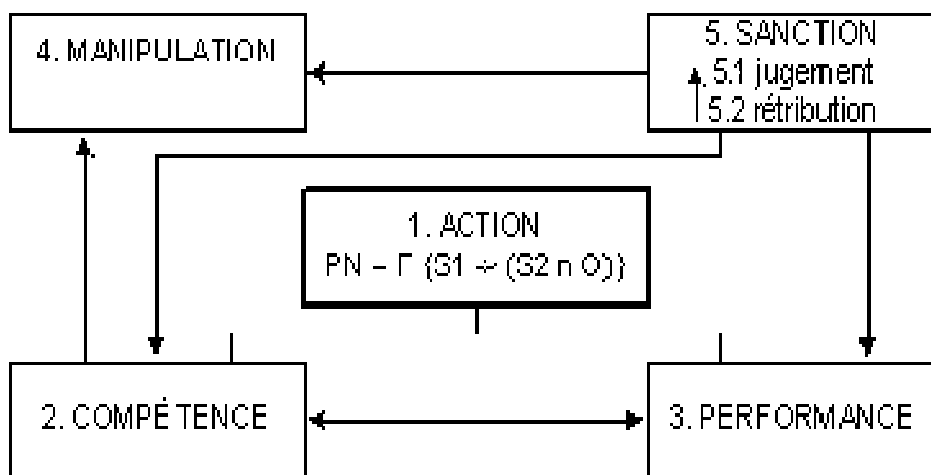 4. MANIPULATION
5. SANCTION
5.1 jugement
5.2 rétribution
1. ACTION
PN – F {S1 → (S2 n O)}
2. COMPÉTENCE
3. PERFORMANCE